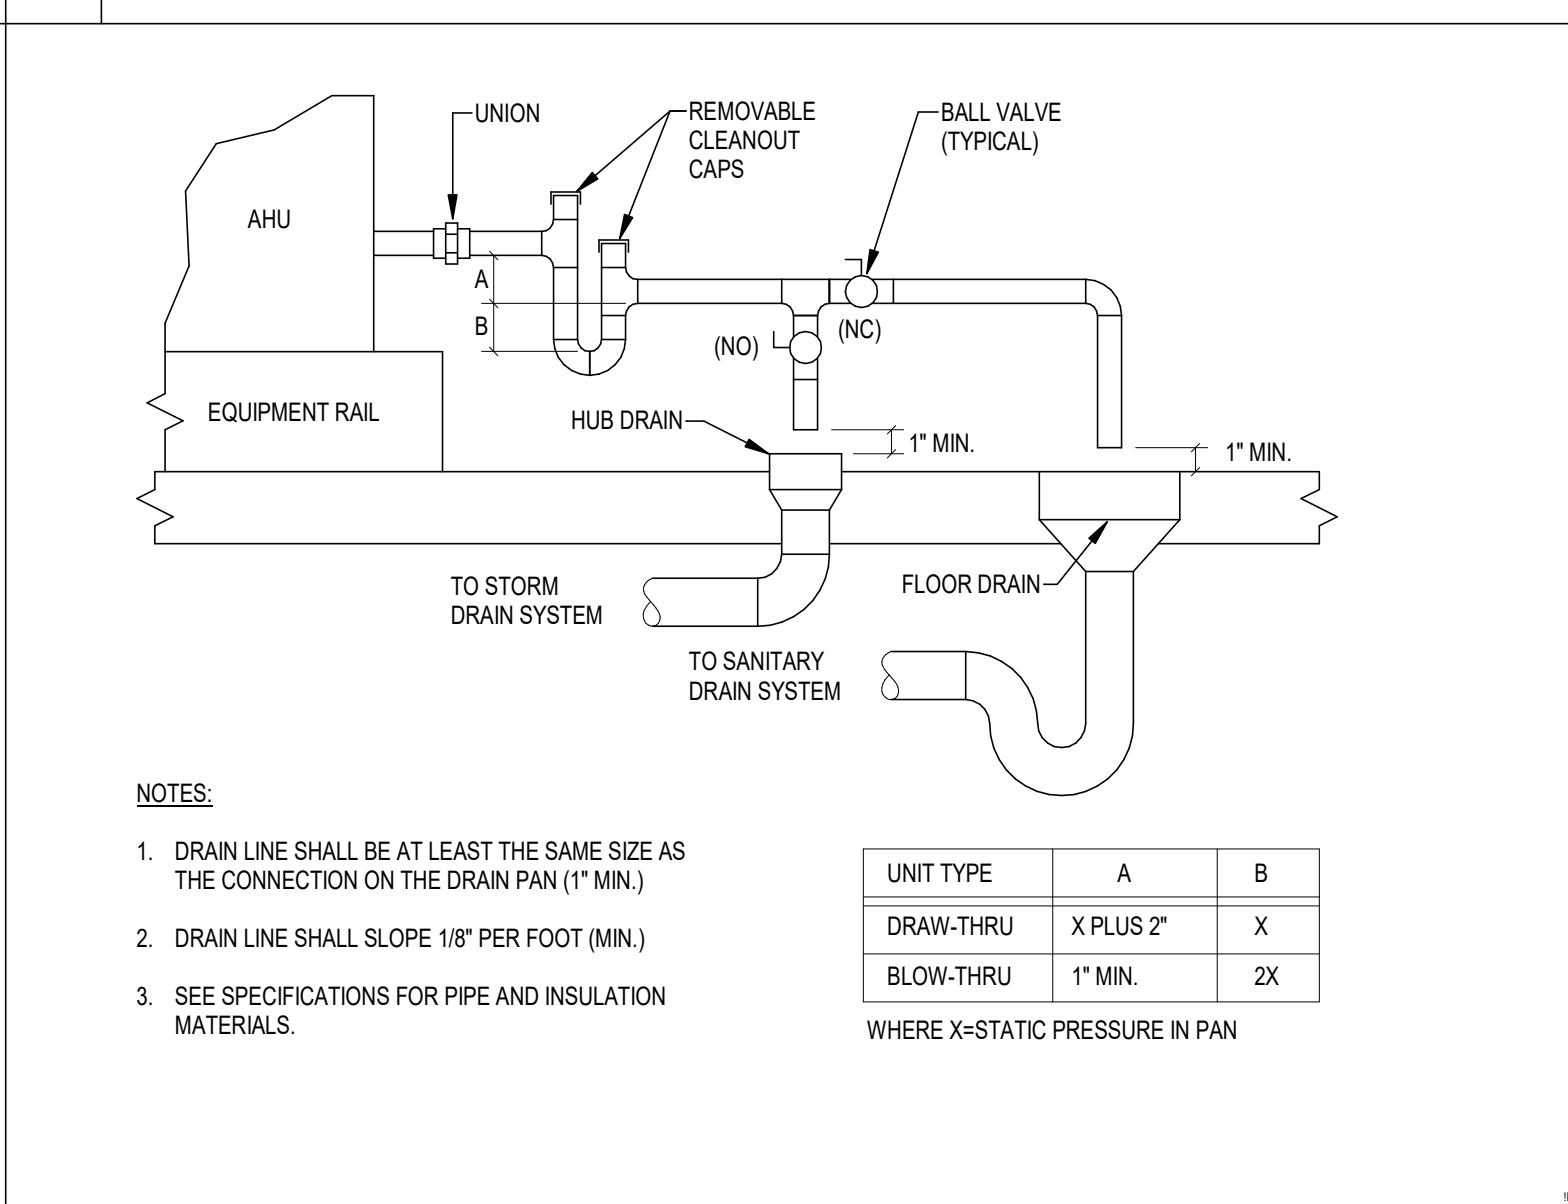 UNION
REMOVABLE
CLEANOUT
CAPS
BALL VALVE
(TYPICAL)
AHU
A
B
(NO)
(NC)
EQUIPMENT RAIL
HUB DRAIN
1" MIN.
1" MIN.
TO STORM
DRAIN SYSTEM
FLOOR DRAIN
TO SANITARY
DRAIN SYSTEM
NOTES:
1. DRAIN LINE SHALL BE AT LEAST THE SAME SIZE AS
THE CONNECTION ON THE DRAIN PAN (1" MIN.)
2. DRAIN LINE SHALL SLOPE 1/8" PER FOOT (MIN.)
3. SEE SPECIFICATIONS FOR PIPE AND INSULATION
MATERIALS.
UNIT TYPE A B
DRAW-THRU X PLUS 2" X
BLOW-THRU 1" MIN. 2X
WHERE X=STATIC PRESSURE IN PAN